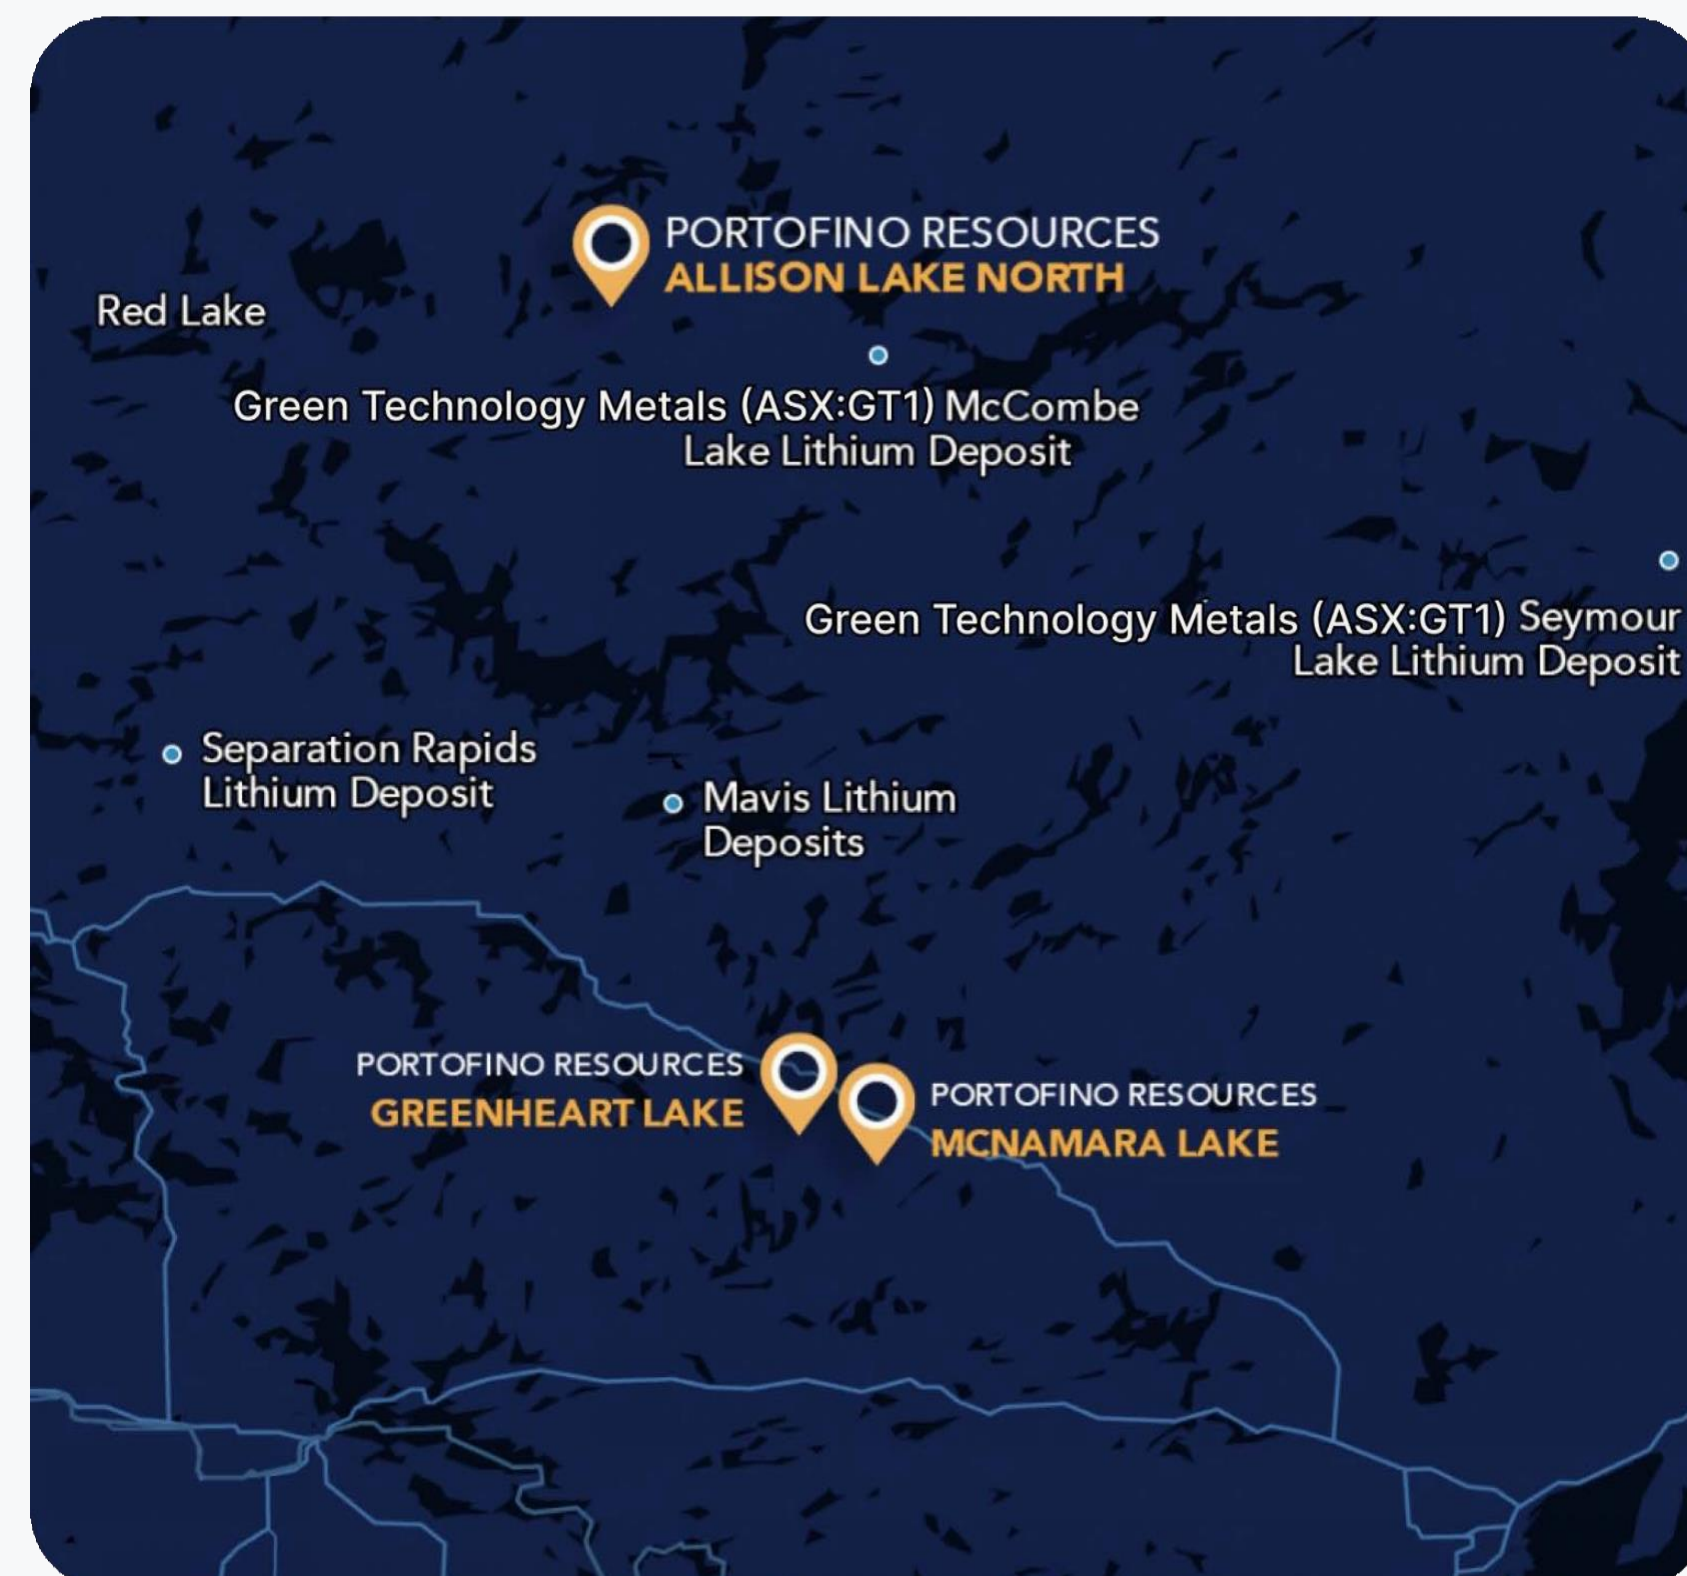 PORTOFINO RESOURCES
ALLISON LAKE NORTH
Red Lake
Green Technology Metals (ASX:GT1) McCombe
Lake Lithium Deposit
Green Technology Metals (ASX:GT1) Seymour
Lake Lithium Deposit
Separation Rapids
Lithium Deposit
Mavis Lithium
Deposits
PORTOFINO RESOURCES
GREENHEART LAKE
PORTOFINO RESOURCES
MCNAMARA LAKE